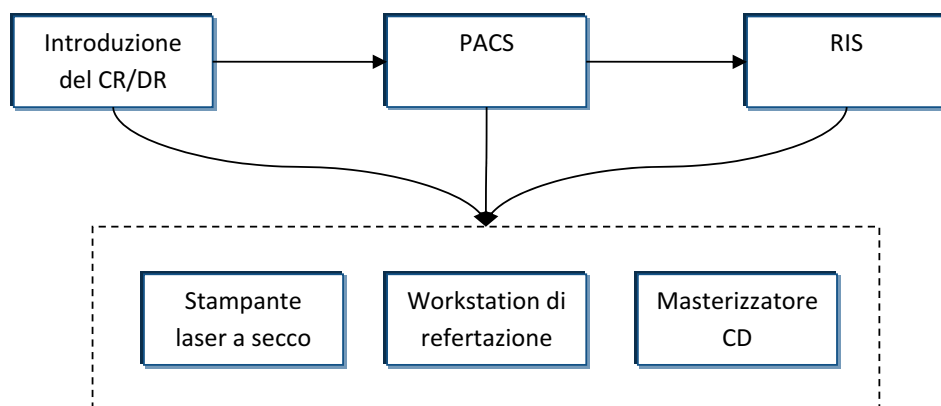 Introduzione
del CR/DR
PACS
RIS
Stampante
laser a secco
Workstation di
refertazione
Masterizzatore
CD